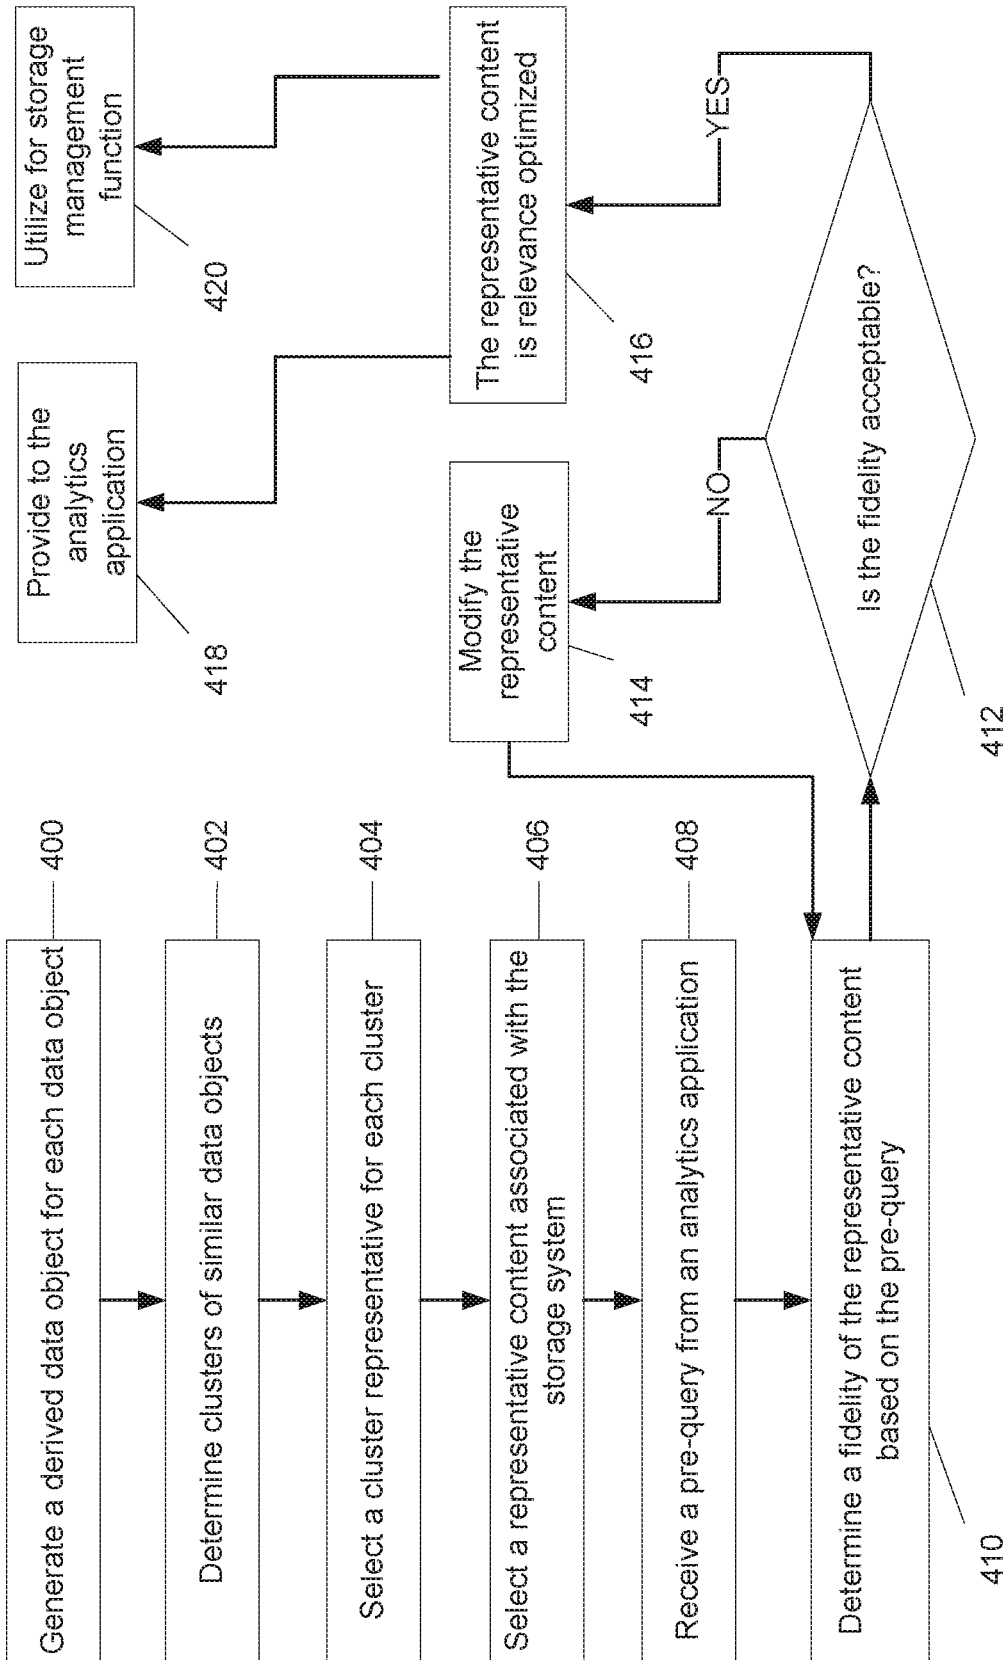 Generate a derived data object for each data object
400
Determine clusters of similar data objects
402
Select a cluster representative for each cluster
404
Select a representative content associated with the
storage system
406
Receive a pre-query from an analytics application
408
Determine a fidelity of the representative content
based on the pre-query
410
Is the fidelity acceptable?
412
NO
YES
Modify the
representative
content
414
The representative content
is relevance optimized
416
Provide to the
analytics
application
418
Utilize for storage
management
function
420